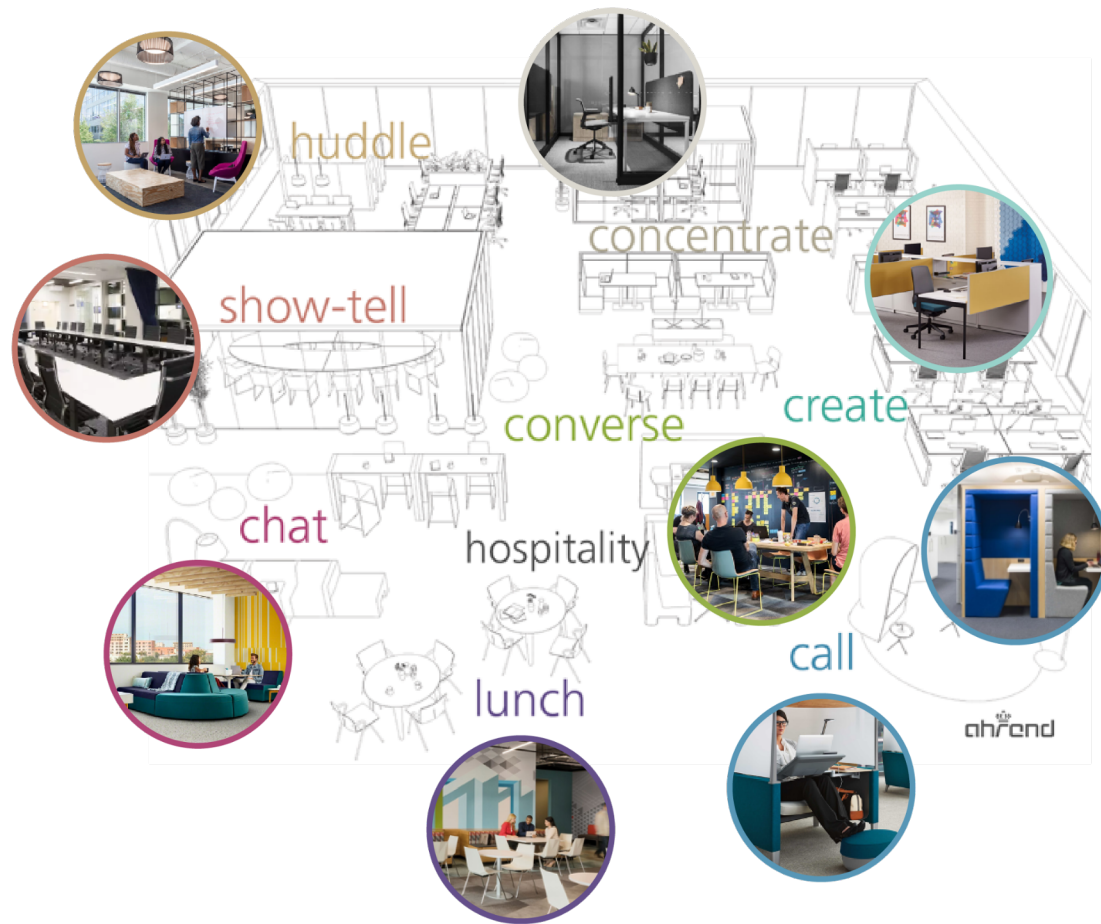 huddle
concentrate
show-tell
create
converse
chat
hospitality
call
lunch
ahrend